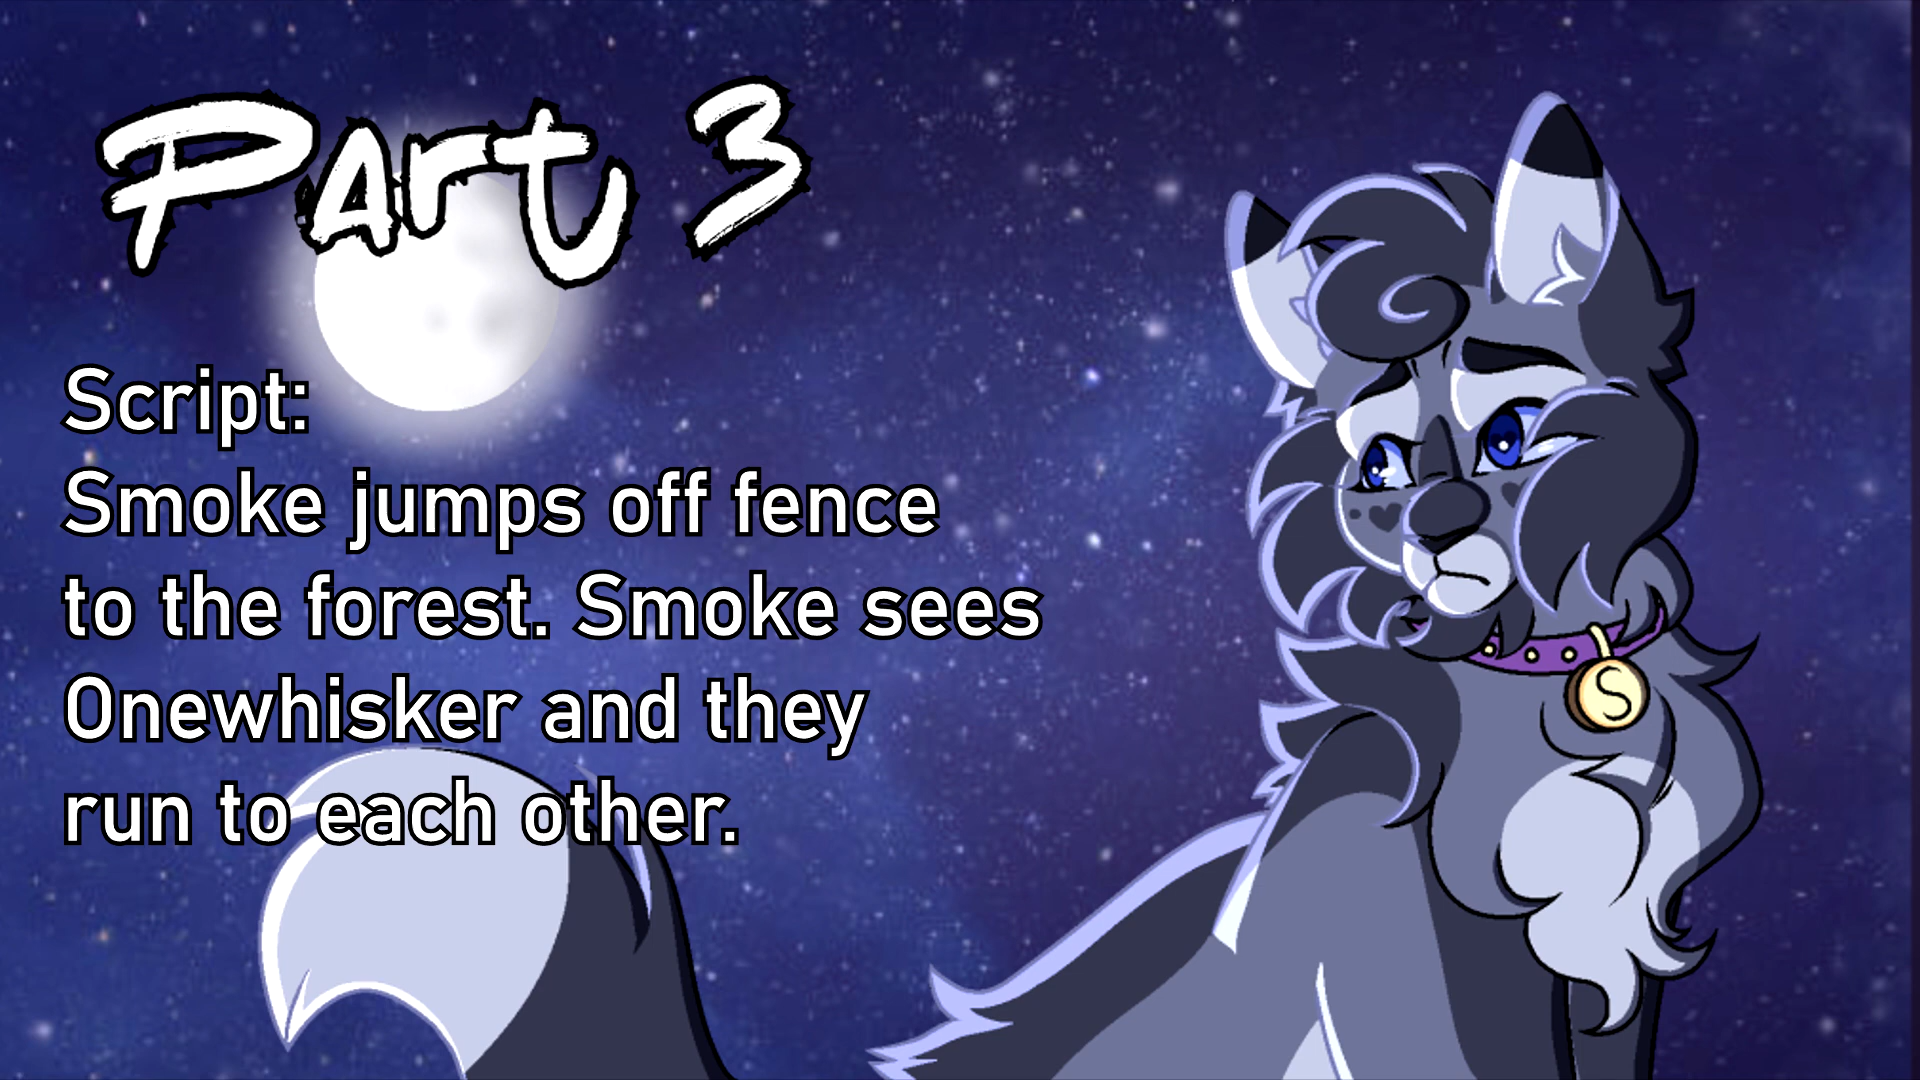 Part 3
Script:
Smoke jumps off fence
to the forest. Smoke sees
Onewhisker and they
run to each other.
S